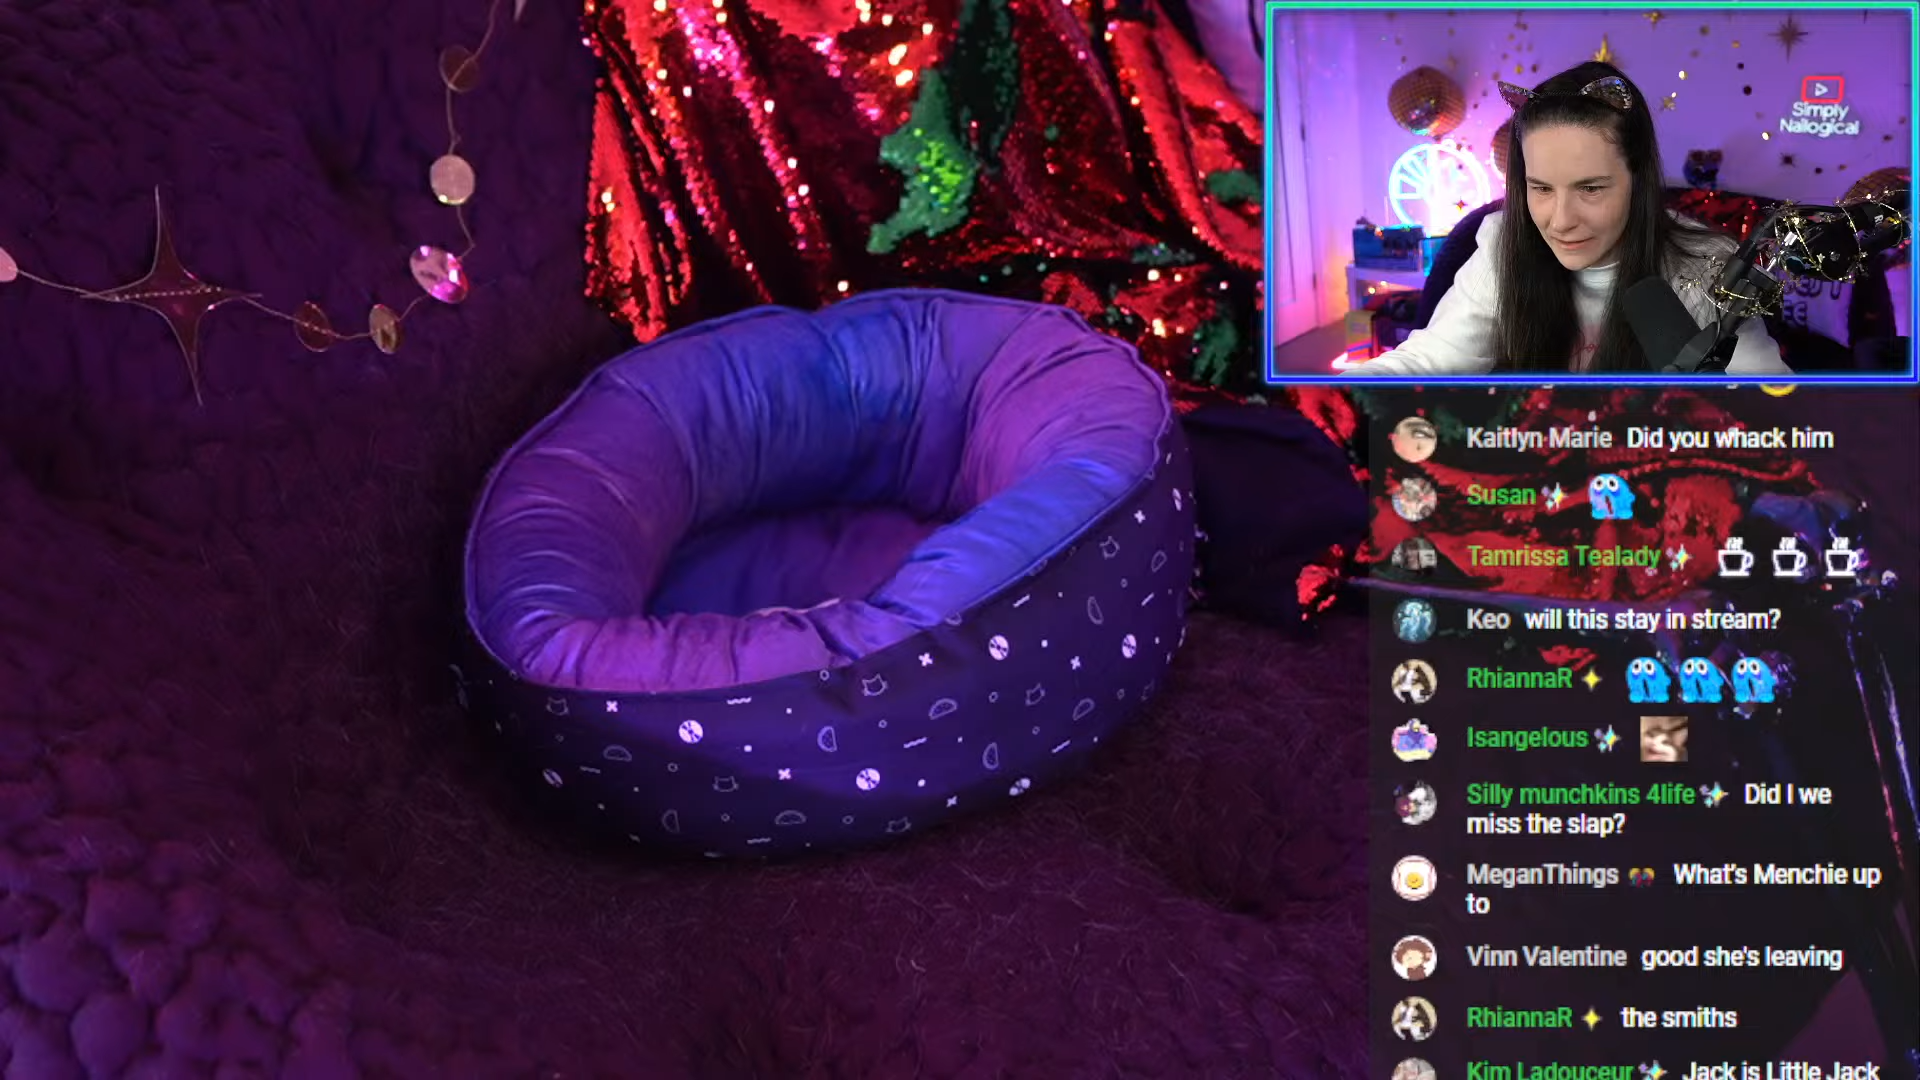 Simply
Nailogical
Kaitlyn Marie Did you whack him
Susan
Tamrissa Tealady
Keo will this stay in stream?
RhiannaR
Isangelous
Silly munchkins 4life Did I we
miss the slap?
MeganThings What's Menchie up
to
Vinn Valentine good she's leaving
RhiannaR the smiths
Kim Ladouceur Jack is Little Jack